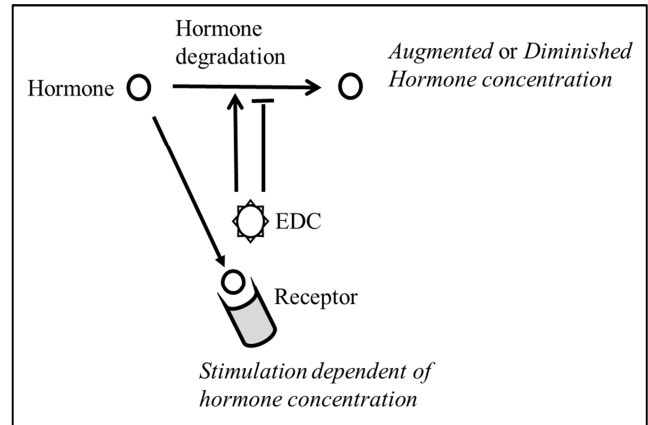 Hormone
degradation
Augmented or Diminished
Hormone concentration
Hormone
EDC
Receptor
Stimulation dependent of
hormone concentration